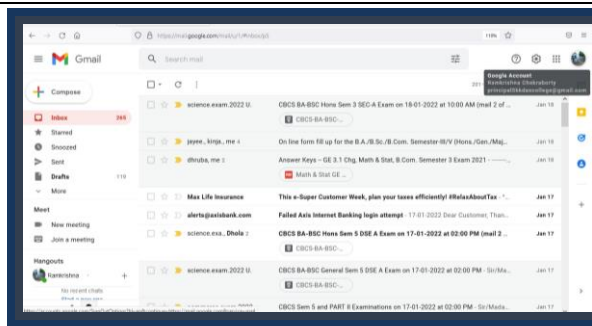 https://mail.google.com/mail/u/1/#inbox/p5
119%
Gmail
Search mail
Google Account
Ramkrishna Chakraborty
Compose
Inbox
Starred
Snoozed
Sent
Drafts
More
Meet
New meeting
Join a meeting
Hangouts
Ramkrishna
No recent chats
science.exam.2022 U. CBCS BA-BSC Hons Sem 3 SEC-A Exam on 18-01-2022 at 10:00 AM (mail 2 of ... Jan 18
CBCS-BA-BSC-...
jayee., kinja., me 4 On line form fill up for the B.A./B.Sc./B.Com. Semester-III/V (Hons./Gen./Maj.. Jan 18
dhruba, me 2 Answer Keys – GE 3.1 Chg, Math & Stat, B.Com. Semester 3 Exam 2021 Jan 18
Math & Stat GE ...
Max Life Insurance This e-Super Customer Week, plan your taxes efficiently! #RelaxAboutTax Jan 17
alerts@axisbank.com Failed Axis Internet Banking login attempt - 17-01-2022 Dear Customer, Than... Jan 17
science.exa., Dhola 2 CBCS BA-BSC Hons Sem 5 DSE A Exam on 17-01-2022 at 02:00 PM (mail 2 ... Jan 17
CBCS-BA-BSC-...
science.exam.2022 U. CBCS BA-BSC General Sem 5 DSE A Exam on 17-01-2022 at 02:00 PM - Sir/Ma... Jan 17
CBCS-BA-BSC-...
CBCS Sem 5 and PART II Examinations on 17-01-2022 at 02:00 PM - Sir/Mada... Jan 17